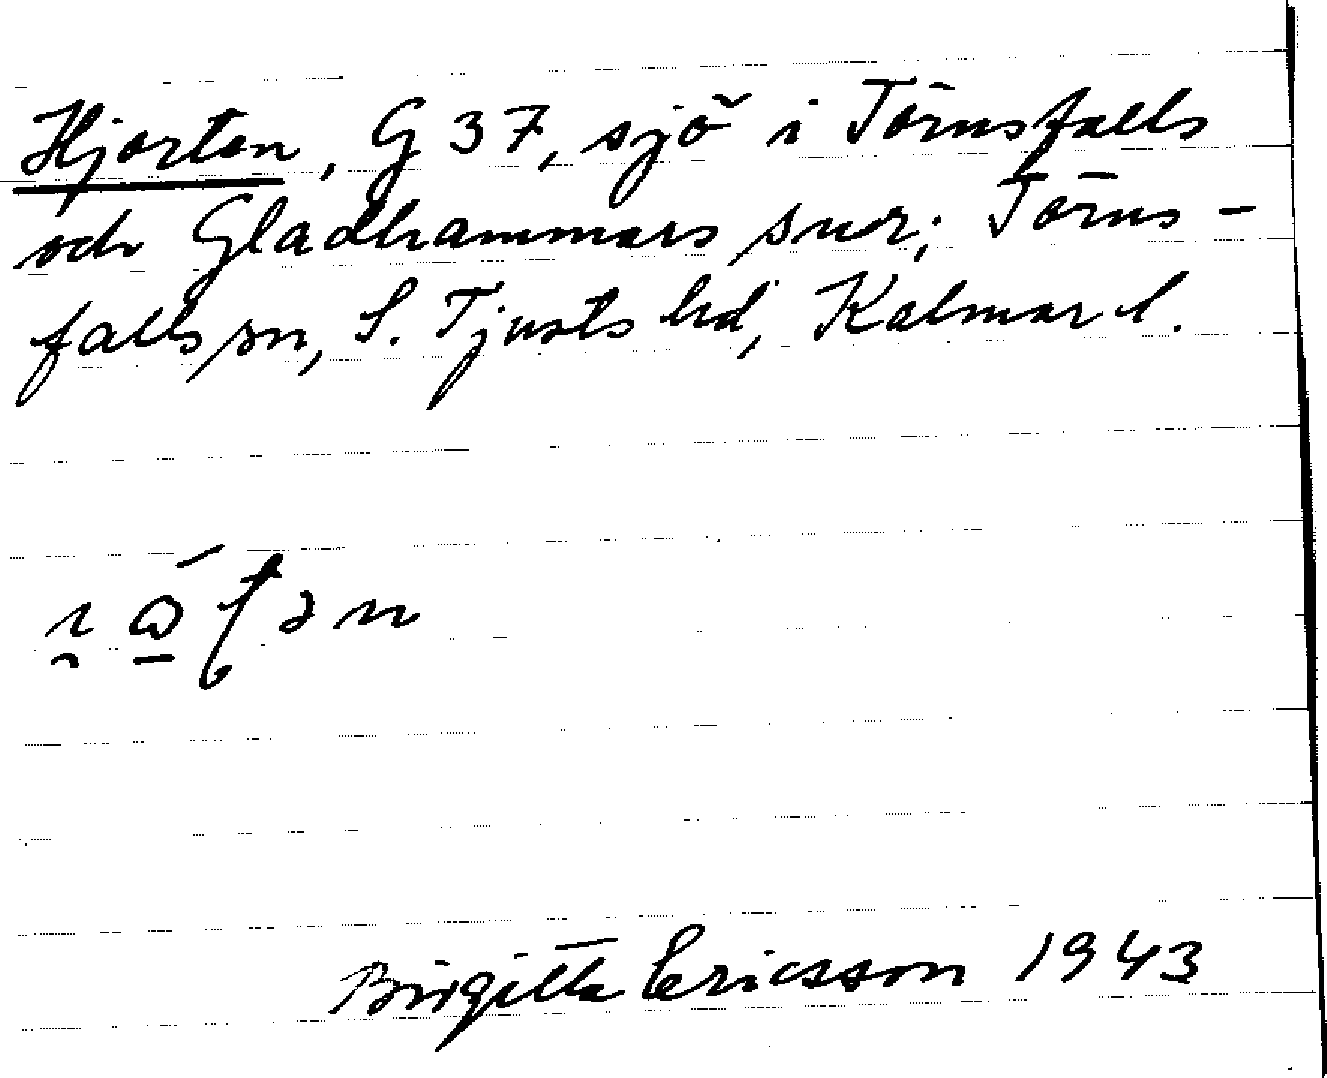 Hjorten, G 37, sjö i Törnsfalls
och Gladhammars snr; Törns-
falls sn, S. Tjusts hd, Kalmar l.
Birgitta Ericsson 1943